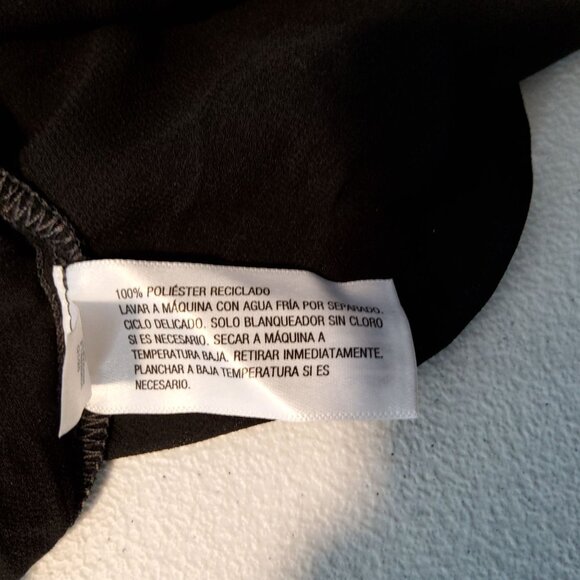 100% POLIÉSTER RECICLADO
LAVAR A MÁQUINA CON AGUA FRÍA POR SEPARADO.
CICLO DELICADO. SOLO BLANQUEADOR SIN CLORO
SI ES NECESARIO. SECAR A MÁQUINA A
TEMPERATURA BAJA. RETIRAR INMEDIATAMENTE.
PLANCHAR A BAJA TEMPERATURA SI ES
NECESARIO.